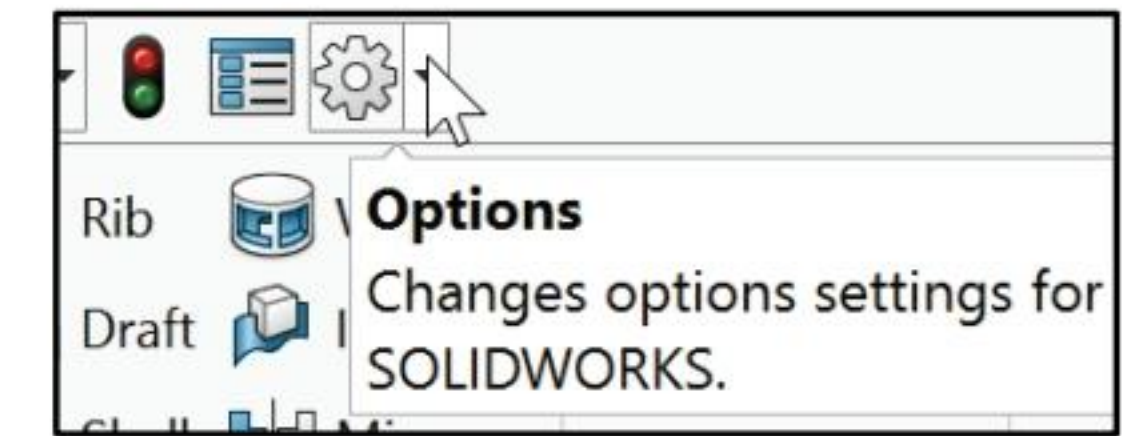 Rib
Options
Changes options settings for
Draft
SOLIDWORKS.